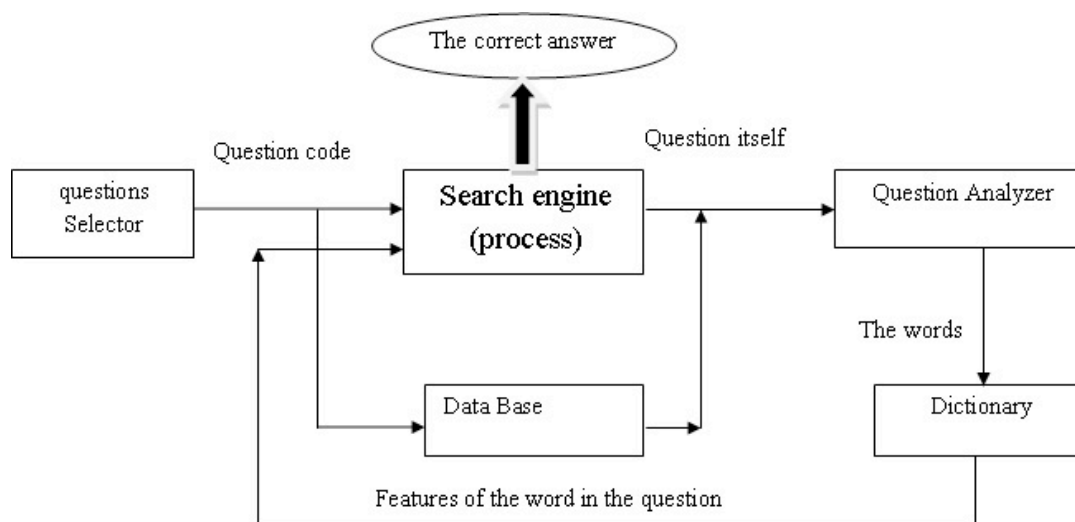 The correct answer
Question code
Question itself
questions
Selector
Search engine
(process)
Question Analyzer
The words
Data Base
Dictionary
Features of the word in the question